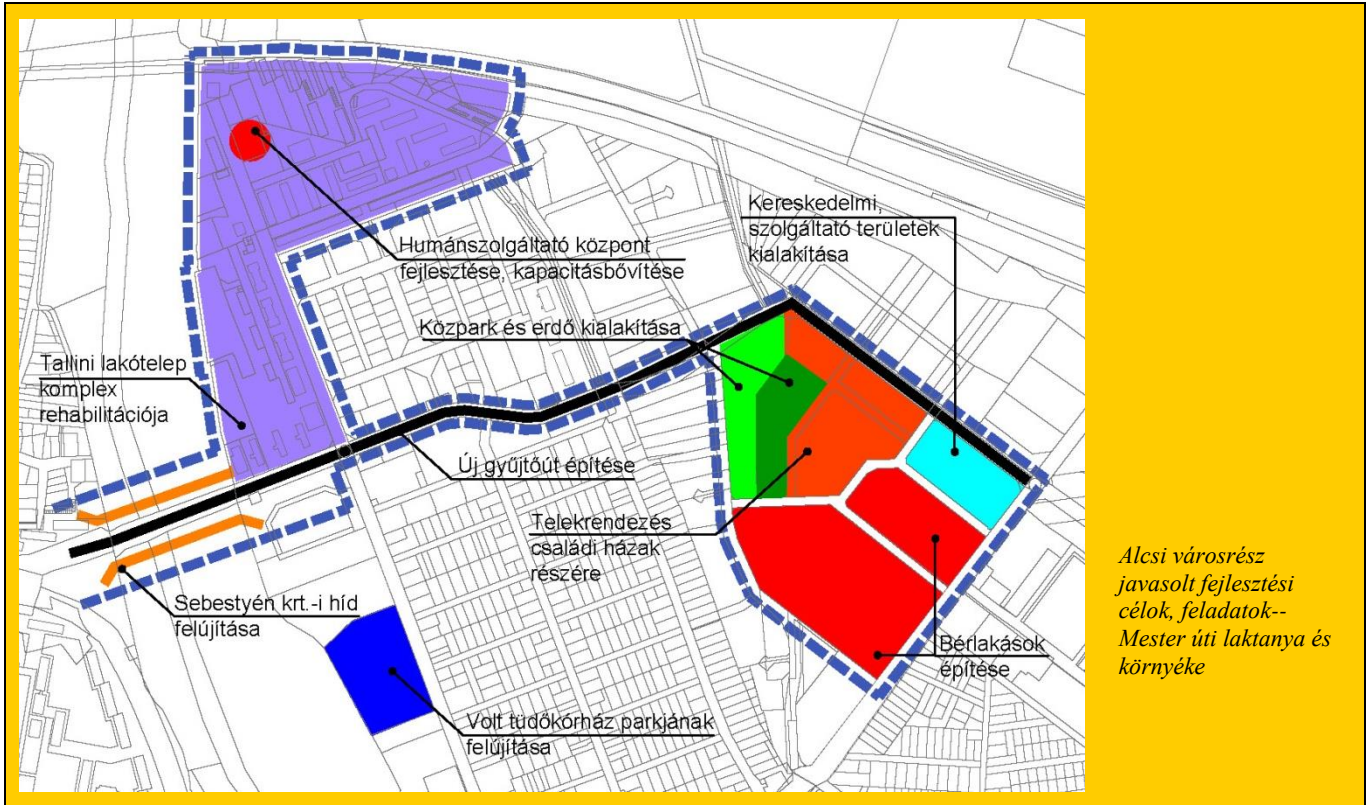 Kereskedelmi,
szolgáltató területek
kialakítása
Humánszolgáltató központ
fejlesztése, kapacitásbővítése
Közpark és erdő kialakítása
Tallini lakótelep
komplex
rehabilitációja
Új gyűjtőút építése
Telekrendezés
családi házak
részére
Sebestyén krt.-i híd
felújítása
Bérlakások
építése
Volt tüdőkórház parkjának
felújítása
Alcsi városrész
javasolt fejlesztési
célok, feladatok--
Mester úti laktanya és
környéke